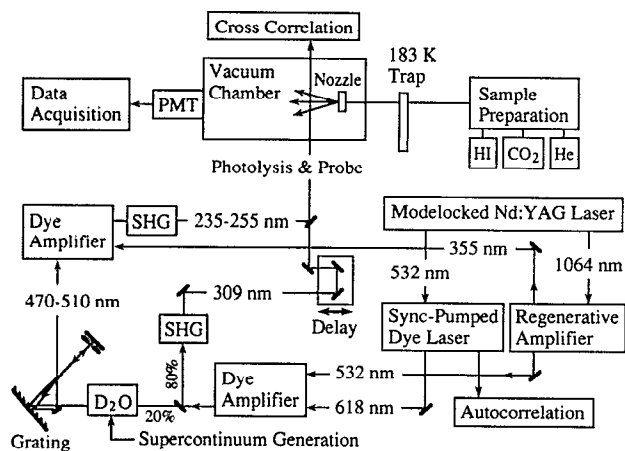 Cross Correlation
183 K
Trap
Vacuum
Chamber
Nozzle
Data
Acquisition
PMT
Sample
Preparation
HI
CO2
He
Photolysis & Probe
Dye
Amplifier
SHG
235-255 nm
Modelocked Nd:YAG Laser
355 nm
532 nm
1064 nm
470-510 nm
309 nm
Delay
SHG
Sync-Pumped
Dye Laser
Regenerative
Amplifier
80%
Dye
Amplifier
532 nm
618 nm
D2O
20%
Autocorrelation
Grating
Supercontinuum Generation